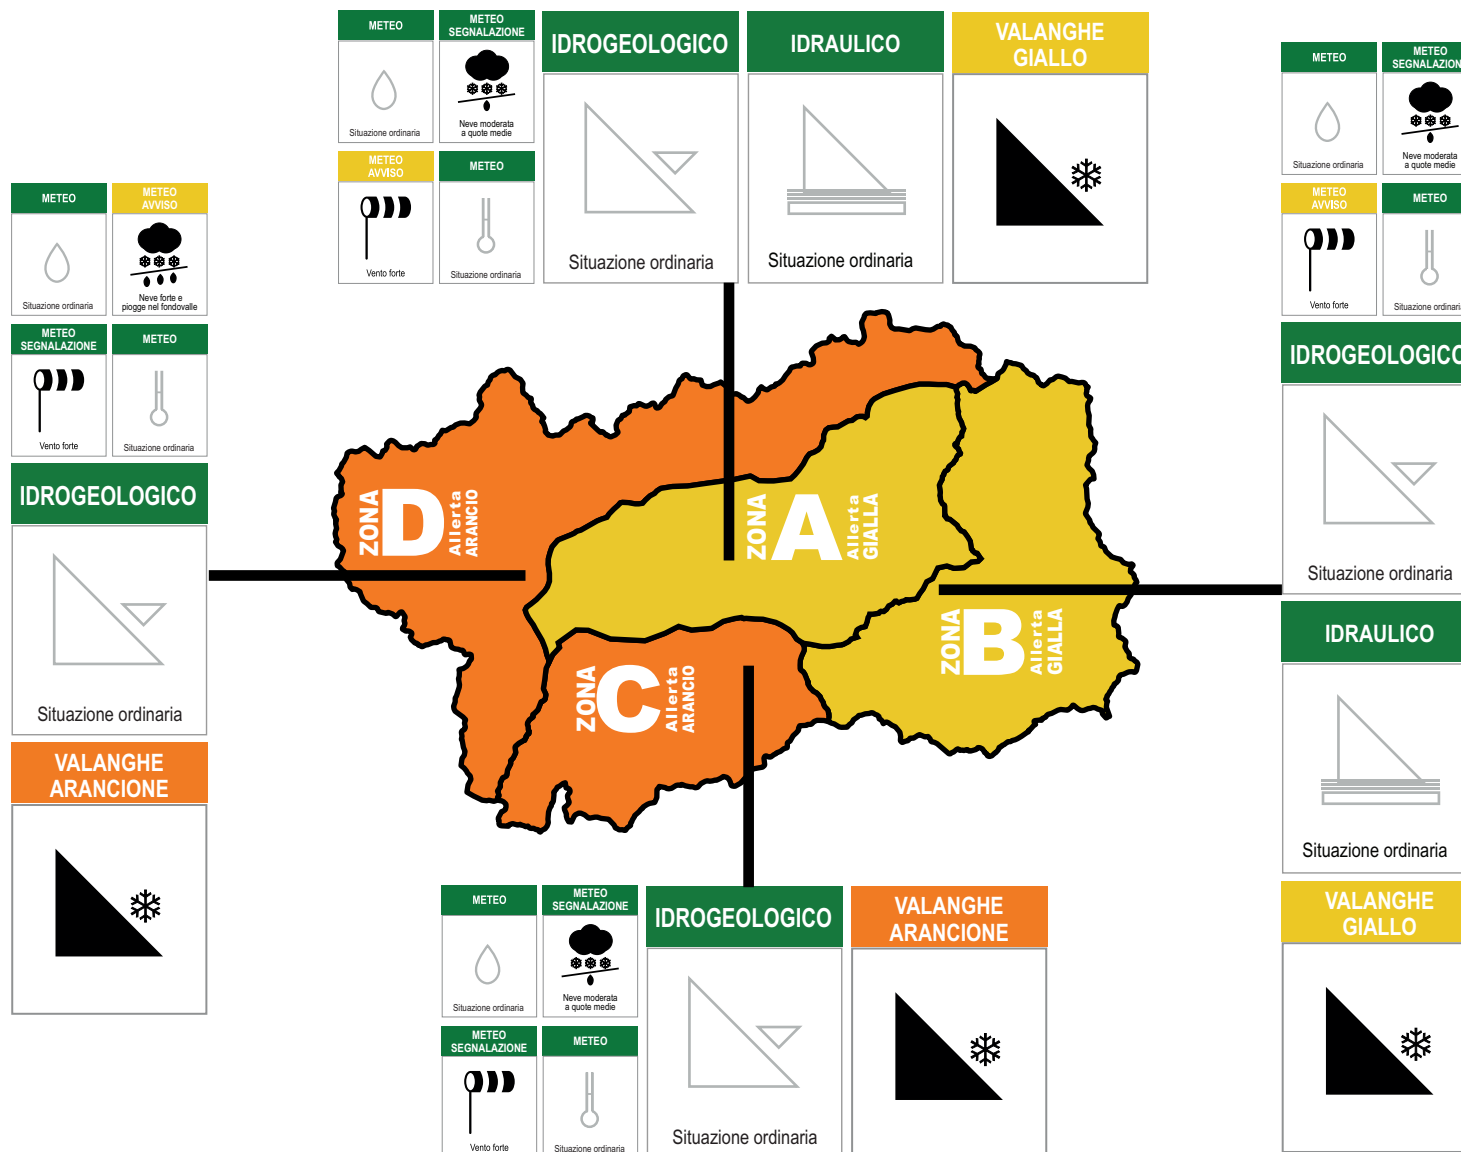 METEO
Situazione ordinaria
METEO
SEGNALAZIONE
Neve moderata
a quote medie
METEO
AVVISO
Vento forte
METEO
Situazione ordinaria
IDROGEOLOGICO
Situazione ordinaria
IDRAULICO
Situazione ordinaria
VALANGHE
GIALLO
METEO
Situazione ordinaria
METEO
SEGNALAZION
Neve moderata
a quote medie
METEO
AVVISO
Vento forte
METEO
Situazione ordinaria
IDROGEOLOGICO
Situazione ordinaria
IDRAULICO
Situazione ordinaria
VALANGHE
GIALLO
METEO
Situazione ordinaria
METEO
AVVISO
Neve forte e
piogge nel fondovalle
METEO
SEGNALAZIONE
Vento forte
METEO
Situazione ordinaria
IDROGEOLOGICO
Situazione ordinaria
VALANGHE
ARANCIONE
ZONA
D
Allerta
ARANCIO
ZONA
A
Allerta
GIALLA
ZONA
B
Allerta
GIALLA
ZONA
C
Allerta
ARANCIO
METEO
Situazione ordinaria
METEO
SEGNALAZIONE
Neve moderata
a quote medie
METEO
SEGNALAZIONE
Vento forte
METEO
Situazione ordinaria
IDROGEOLOGICO
Situazione ordinaria
VALANGHE
ARANCIONE